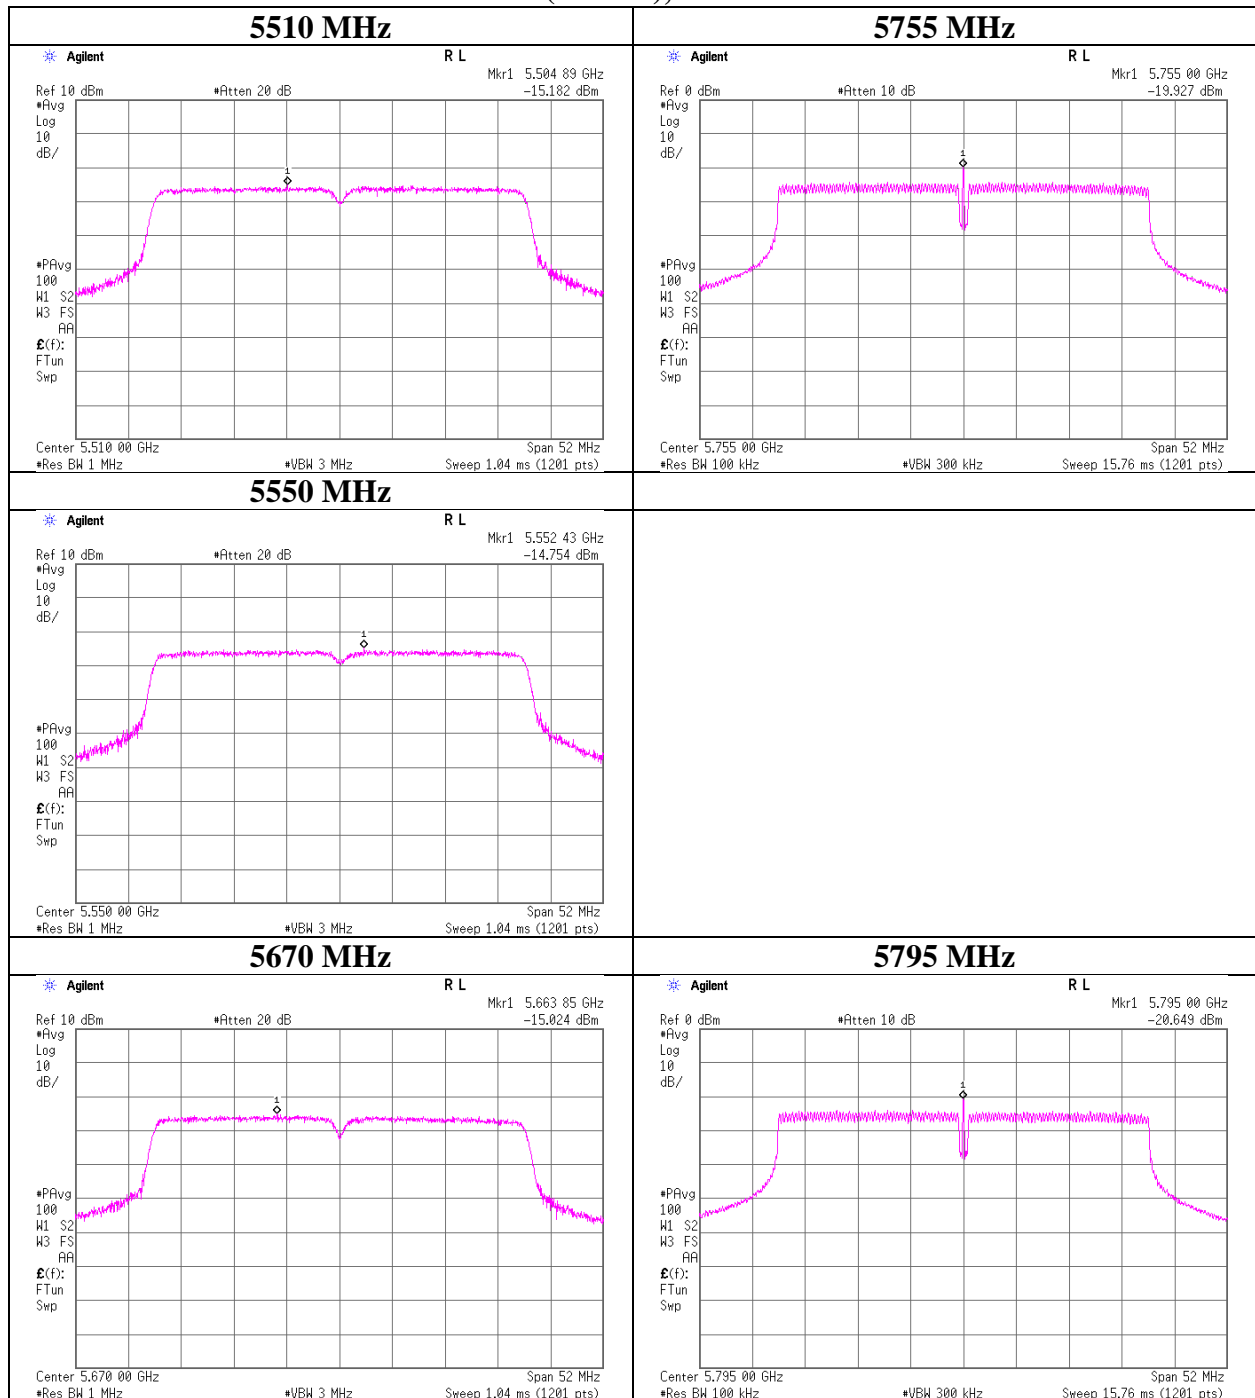 5510 MHz
Agilent R L
Mkr1 5.504 89 GHz
Ref 10 dBm #Atten 20 dB -15.182 dBm
#Avg
Log
10
dB/
1
#PAvg
100
W1 S2
W3 FS
AA
£(f):
FTun
Swp
Center 5.510 00 GHz Span 52 MHz
#Res BW 1 MHz #VBW 3 MHz Sweep 1.04 ms (1201 pts)
5755 MHz
Agilent R L
Mkr1 5.755 00 GHz
Ref 0 dBm #Atten 10 dB -19.927 dBm
#Avg
Log
10
dB/
1
#PAvg
100
W1 S2
W3 FS
AA
£(f):
FTun
Swp
Center 5.755 00 GHz Span 52 MHz
#Res BW 100 kHz #VBW 300 kHz Sweep 15.76 ms (1201 pts)
5550 MHz
Agilent R L
Mkr1 5.552 43 GHz
Ref 10 dBm #Atten 20 dB -14.754 dBm
#Avg
Log
10
dB/
1
#PAvg
100
W1 S2
W3 FS
AA
£(f):
FTun
Swp
Center 5.550 00 GHz Span 52 MHz
#Res BW 1 MHz #VBW 3 MHz Sweep 1.04 ms (1201 pts)
5670 MHz
Agilent R L
Mkr1 5.663 85 GHz
Ref 10 dBm #Atten 20 dB -15.024 dBm
#Avg
Log
10
dB/
1
#PAvg
100
W1 S2
W3 FS
AA
£(f):
FTun
Swp
Center 5.670 00 GHz Span 52 MHz
#Res BW 1 MHz #VBW 3 MHz Sweep 1.04 ms (1201 pts)
5795 MHz
Agilent R L
Mkr1 5.795 00 GHz
Ref 0 dBm #Atten 10 dB -20.649 dBm
#Avg
Log
10
dB/
1
#PAvg
100
W1 S2
W3 FS
AA
£(f):
FTun
Swp
Center 5.795 00 GHz Span 52 MHz
#Res BW 100 kHz #VBW 300 kHz Sweep 15.76 ms (1201 pts)